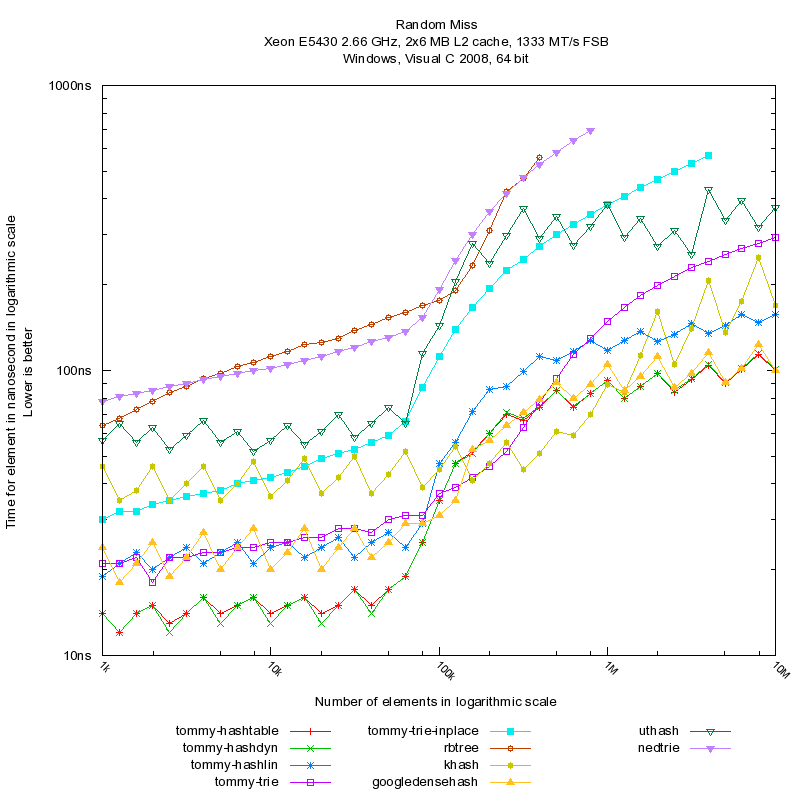 Random Miss
Xeon E5430 2.66 GHz, 2x6 MB L2 cache, 1333 MT/s FSB
Windows, Visual C 2008, 64 bit
1000ns
100ns
10ns
Time for element in nanosecond in logarithmic scale
Lower is better
1k
10k
100k
1M
10M
Number of elements in logarithmic scale
tommy-hashtable
tommy-hashdyn
tommy-hashlin
tommy-trie
tommy-trie-inplace
rbtree
khash
googledensehash
uthash
nedtrie